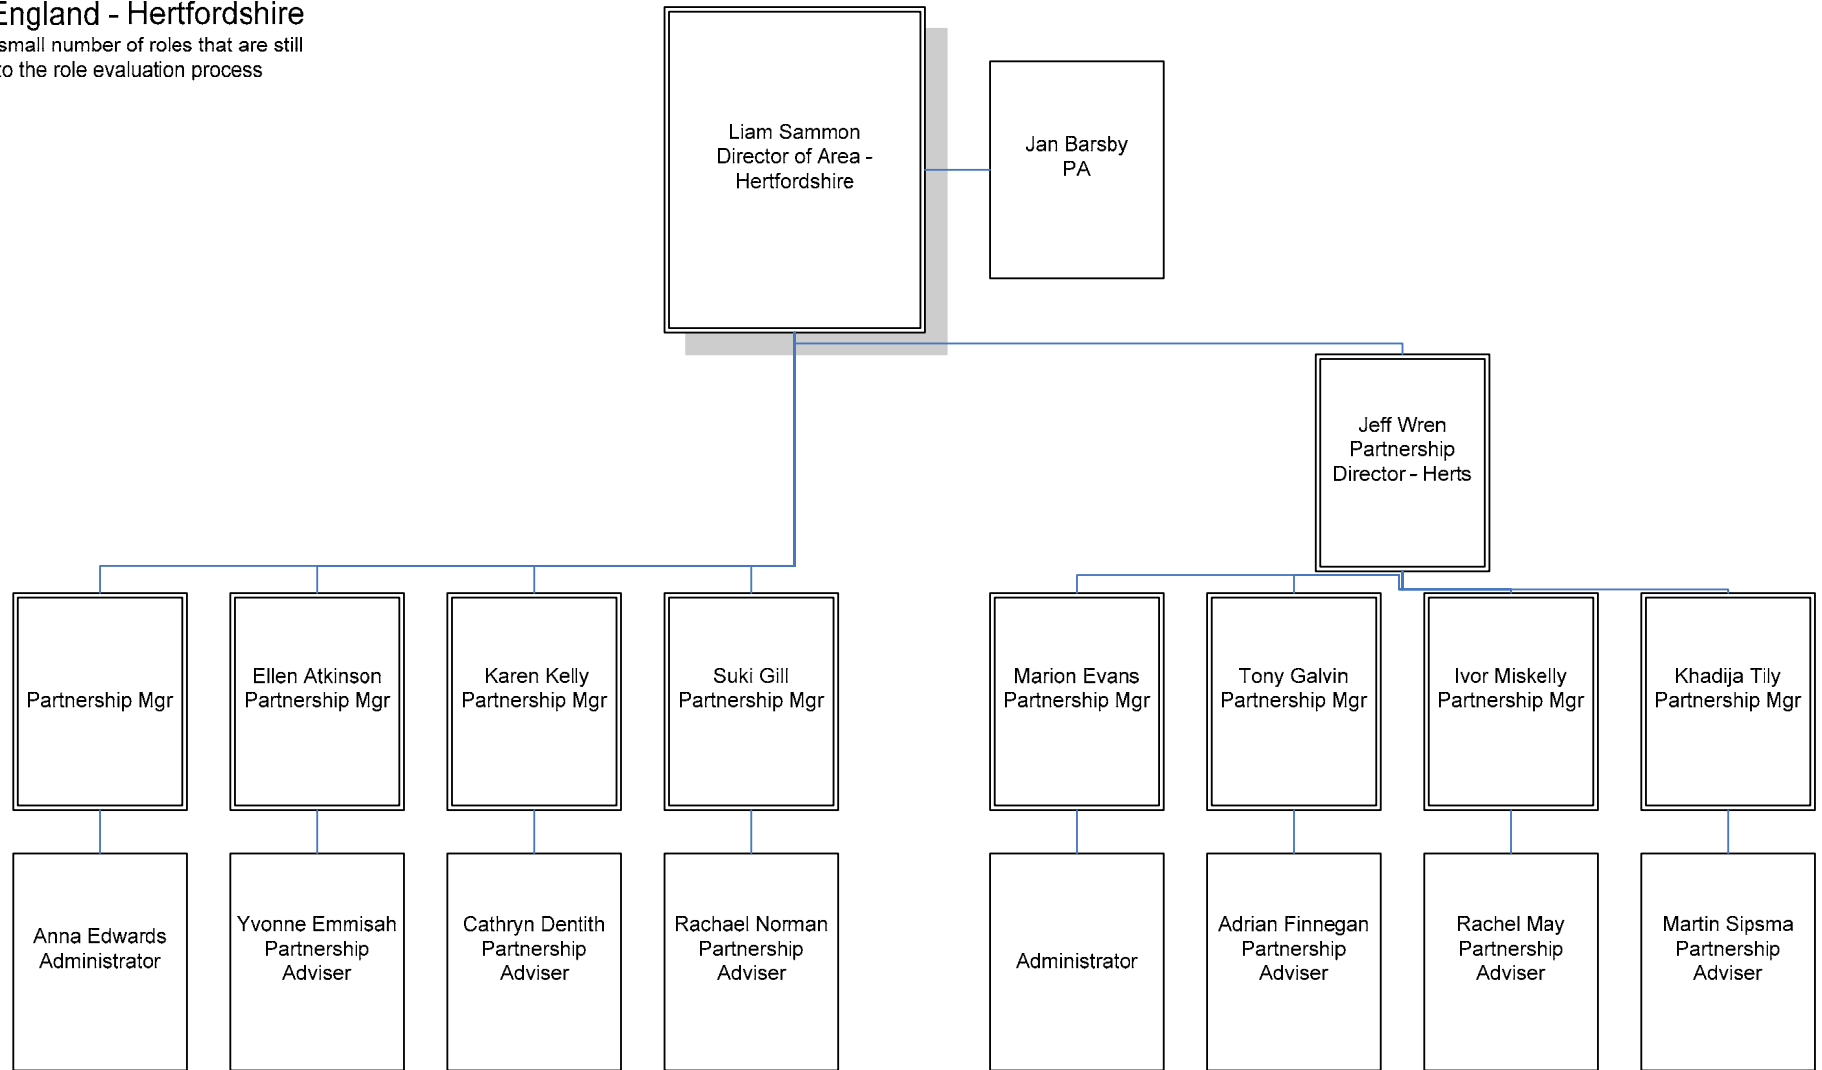 England - Hertfordshire
small number of roles that are still
to the role evaluation process
Liam Sammon
Director of Area -
Hertfordshire
Jan Barsby
PA
Jeff Wren
Partnership
Director - Herts
Partnership Mgr
Ellen Atkinson
Partnership Mgr
Karen Kelly
Partnership Mgr
Suki Gill
Partnership Mgr
Marion Evans
Partnership Mgr
Tony Galvin
Partnership Mgr
Ivor Miskelly
Partnership Mgr
Khadija Tily
Partnership Mgr
Anna Edwards
Administrator
Yvonne Emmisah
Partnership
Adviser
Cathryn Dentith
Partnership
Adviser
Rachael Norman
Partnership
Adviser
Administrator
Adrian Finnegan
Partnership
Adviser
Rachel May
Partnership
Adviser
Martin Sipsma
Partnership
Adviser